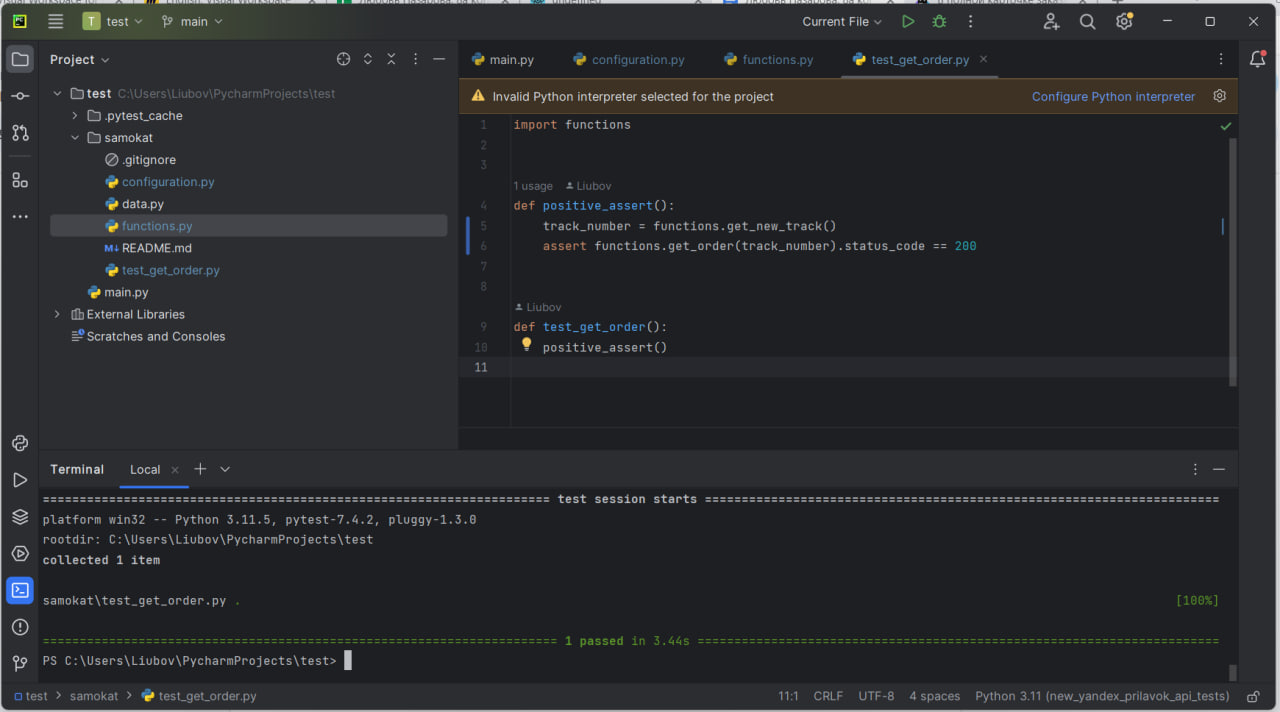 T test main Current File
Project
main.py configuration.py functions.py test_get_order.py
test C:\Users\Liubov\PycharmProjects\test
.pytest_cache
samokat
.gitignore
configuration.py
data.py
functions.py
M↓ README.md
test_get_order.py
main.py
External Libraries
Scratches and Consoles
Invalid Python interpreter selected for the project Configure Python interpreter
1 import functions
2
3
1 usage Liubov
4 def positive_assert():
5 track_number = functions.get_new_track()
6 assert functions.get_order(track_number).status_code == 200
7
8
Liubov
9 def test_get_order():
10 positive_assert()
11
Terminal Local
===================================================================== test session starts ======================================================================
platform win32 -- Python 3.11.5, pytest-7.4.2, pluggy-1.3.0
rootdir: C:\Users\Liubov\PycharmProjects\test
collected 1 item
samokat\test_get_order.py . [100%]
====================================================================== 1 passed in 3.44s =======================================================================
PS C:\Users\Liubov\PycharmProjects\test>
test > samokat > test_get_order.py 11:1 CRLF UTF-8 4 spaces Python 3.11 (new_yandex_prilavok_api_tests)